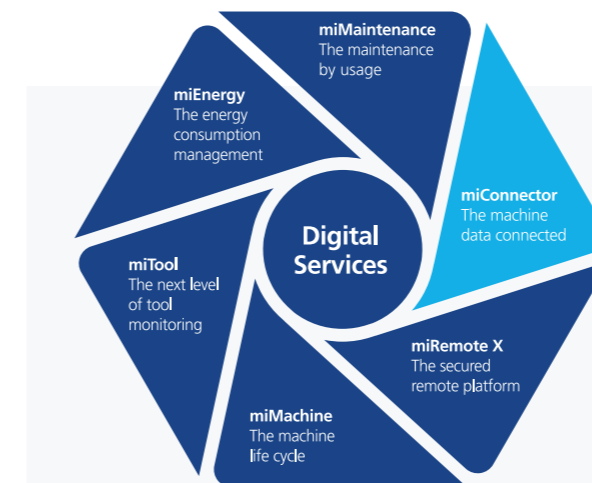 miMaintenance
The maintenance
by usage
miEnergy
The energy
consumption
management
miConnector
The machine
data connected
Digital
Services
miTool
The next level
of tool
monitoring
miRemote X
The secured
remote platform
miMachine
The machine
life cycle